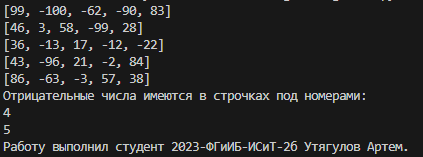 [99, -100, -62, -90, 83]
[46, 3, 58, -99, 28]
[36, -13, 17, -12, -22]
[43, -96, 21, -2, 84]
[86, -63, -3, 57, 38]
Отрицательные числа имеются в строчках под номерами:
4
5
Работу выполнил студент 2023-ФГиИБ-ИСиТ-2б Утягулов Артем.